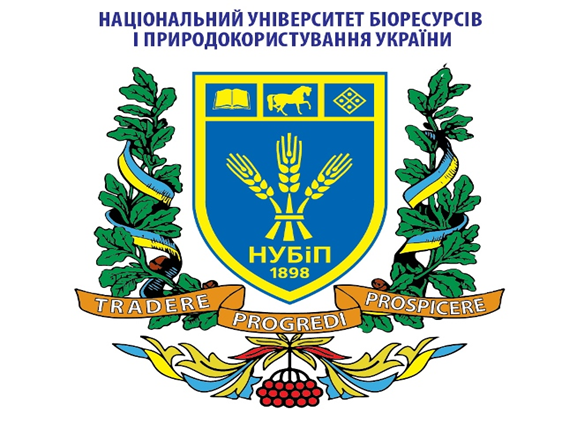 НАЦІОНАЛЬНИЙ УНІВЕРСИТЕТ БІОРЕСУРСІВ
І ПРИРОДОКОРИСТУВАННЯ УКРАЇНИ
НУБіП
1898
TRADERE
PROGREDI
PROSPICERE